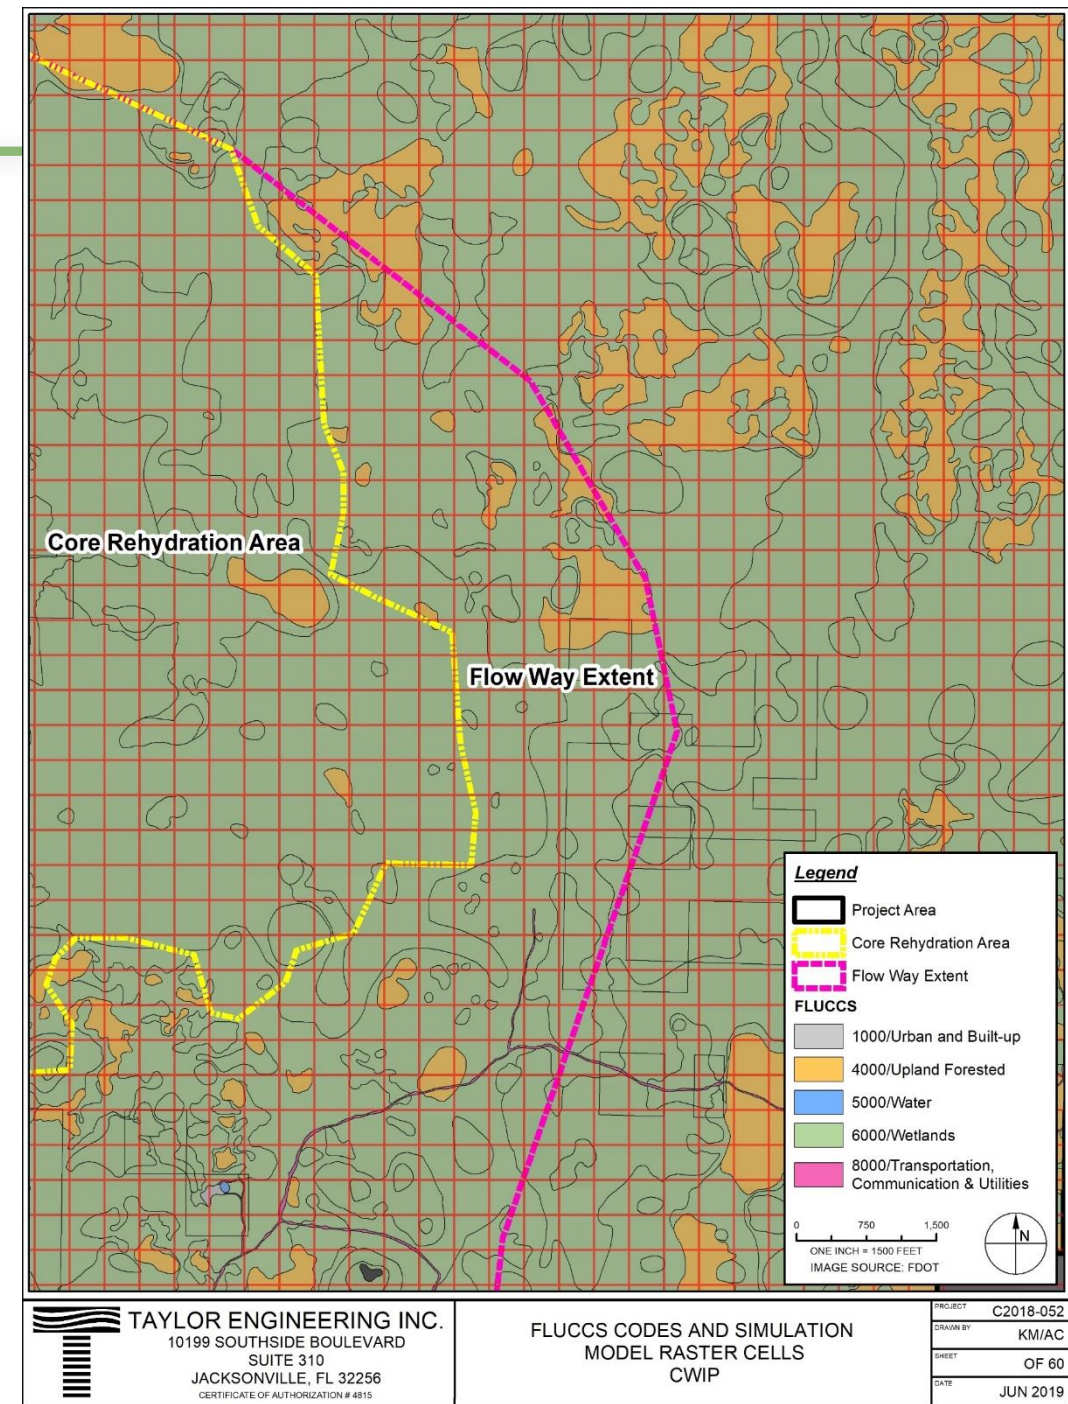 Core Rehydration Area
Flow Way Extent
Legend
Project Area
Core Rehydration Area
Flow Way Extent
FLUCCS
1000/Urban and Built-up
4000/Upland Forested
5000/Water
6000/Wetlands
8000/Transportation,
Communication & Utilities
0 750 1,500
ONE INCH = 1500 FEET
IMAGE SOURCE: FDOT
N
TAYLOR ENGINEERING INC.
10199 SOUTHSIDE BOULEVARD
SUITE 310
JACKSONVILLE, FL 32256
CERTIFICATE OF AUTHORIZATION # 4815
FLUCCS CODES AND SIMULATION
MODEL RASTER CELLS
CWIP
PROJECT C2018-052
DRAWN BY KM/AC
SHEET OF 60
DATE JUN 2019